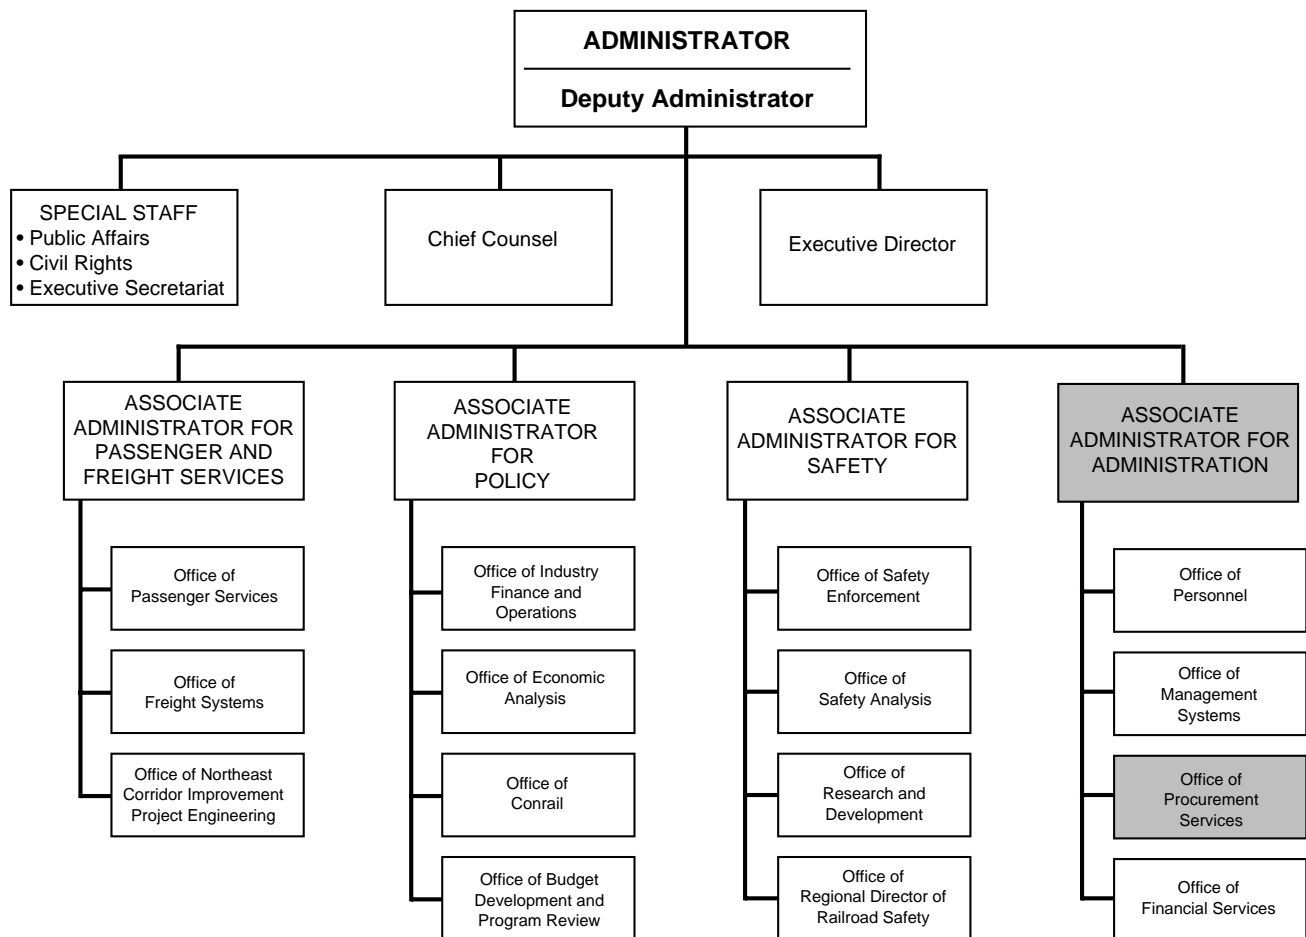 ADMINISTRATOR
Deputy Administrator
SPECIAL STAFF
• Public Affairs
• Civil Rights
• Executive Secretariat
Chief Counsel
Executive Director
ASSOCIATE
ADMINISTRATOR FOR
PASSENGER AND
FREIGHT SERVICES
Office of
Passenger Services
Office of
Freight Systems
Office of Northeast
Corridor Improvement
Project Engineering
ASSOCIATE
ADMINISTRATOR
FOR
POLICY
Office of Industry
Finance and
Operations
Office of Economic
Analysis
Office of
Conrail
Office of Budget
Development and
Program Review
ASSOCIATE
ADMINISTRATOR FOR
SAFETY
Office of Safety
Enforcement
Office of
Safety Analysis
Office of
Research and
Development
Office of
Regional Director of
Railroad Safety
ASSOCIATE
ADMINISTRATOR FOR
ADMINISTRATION
Office of
Personnel
Office of
Management
Systems
Office of
Procurement
Services
Office of
Financial Services